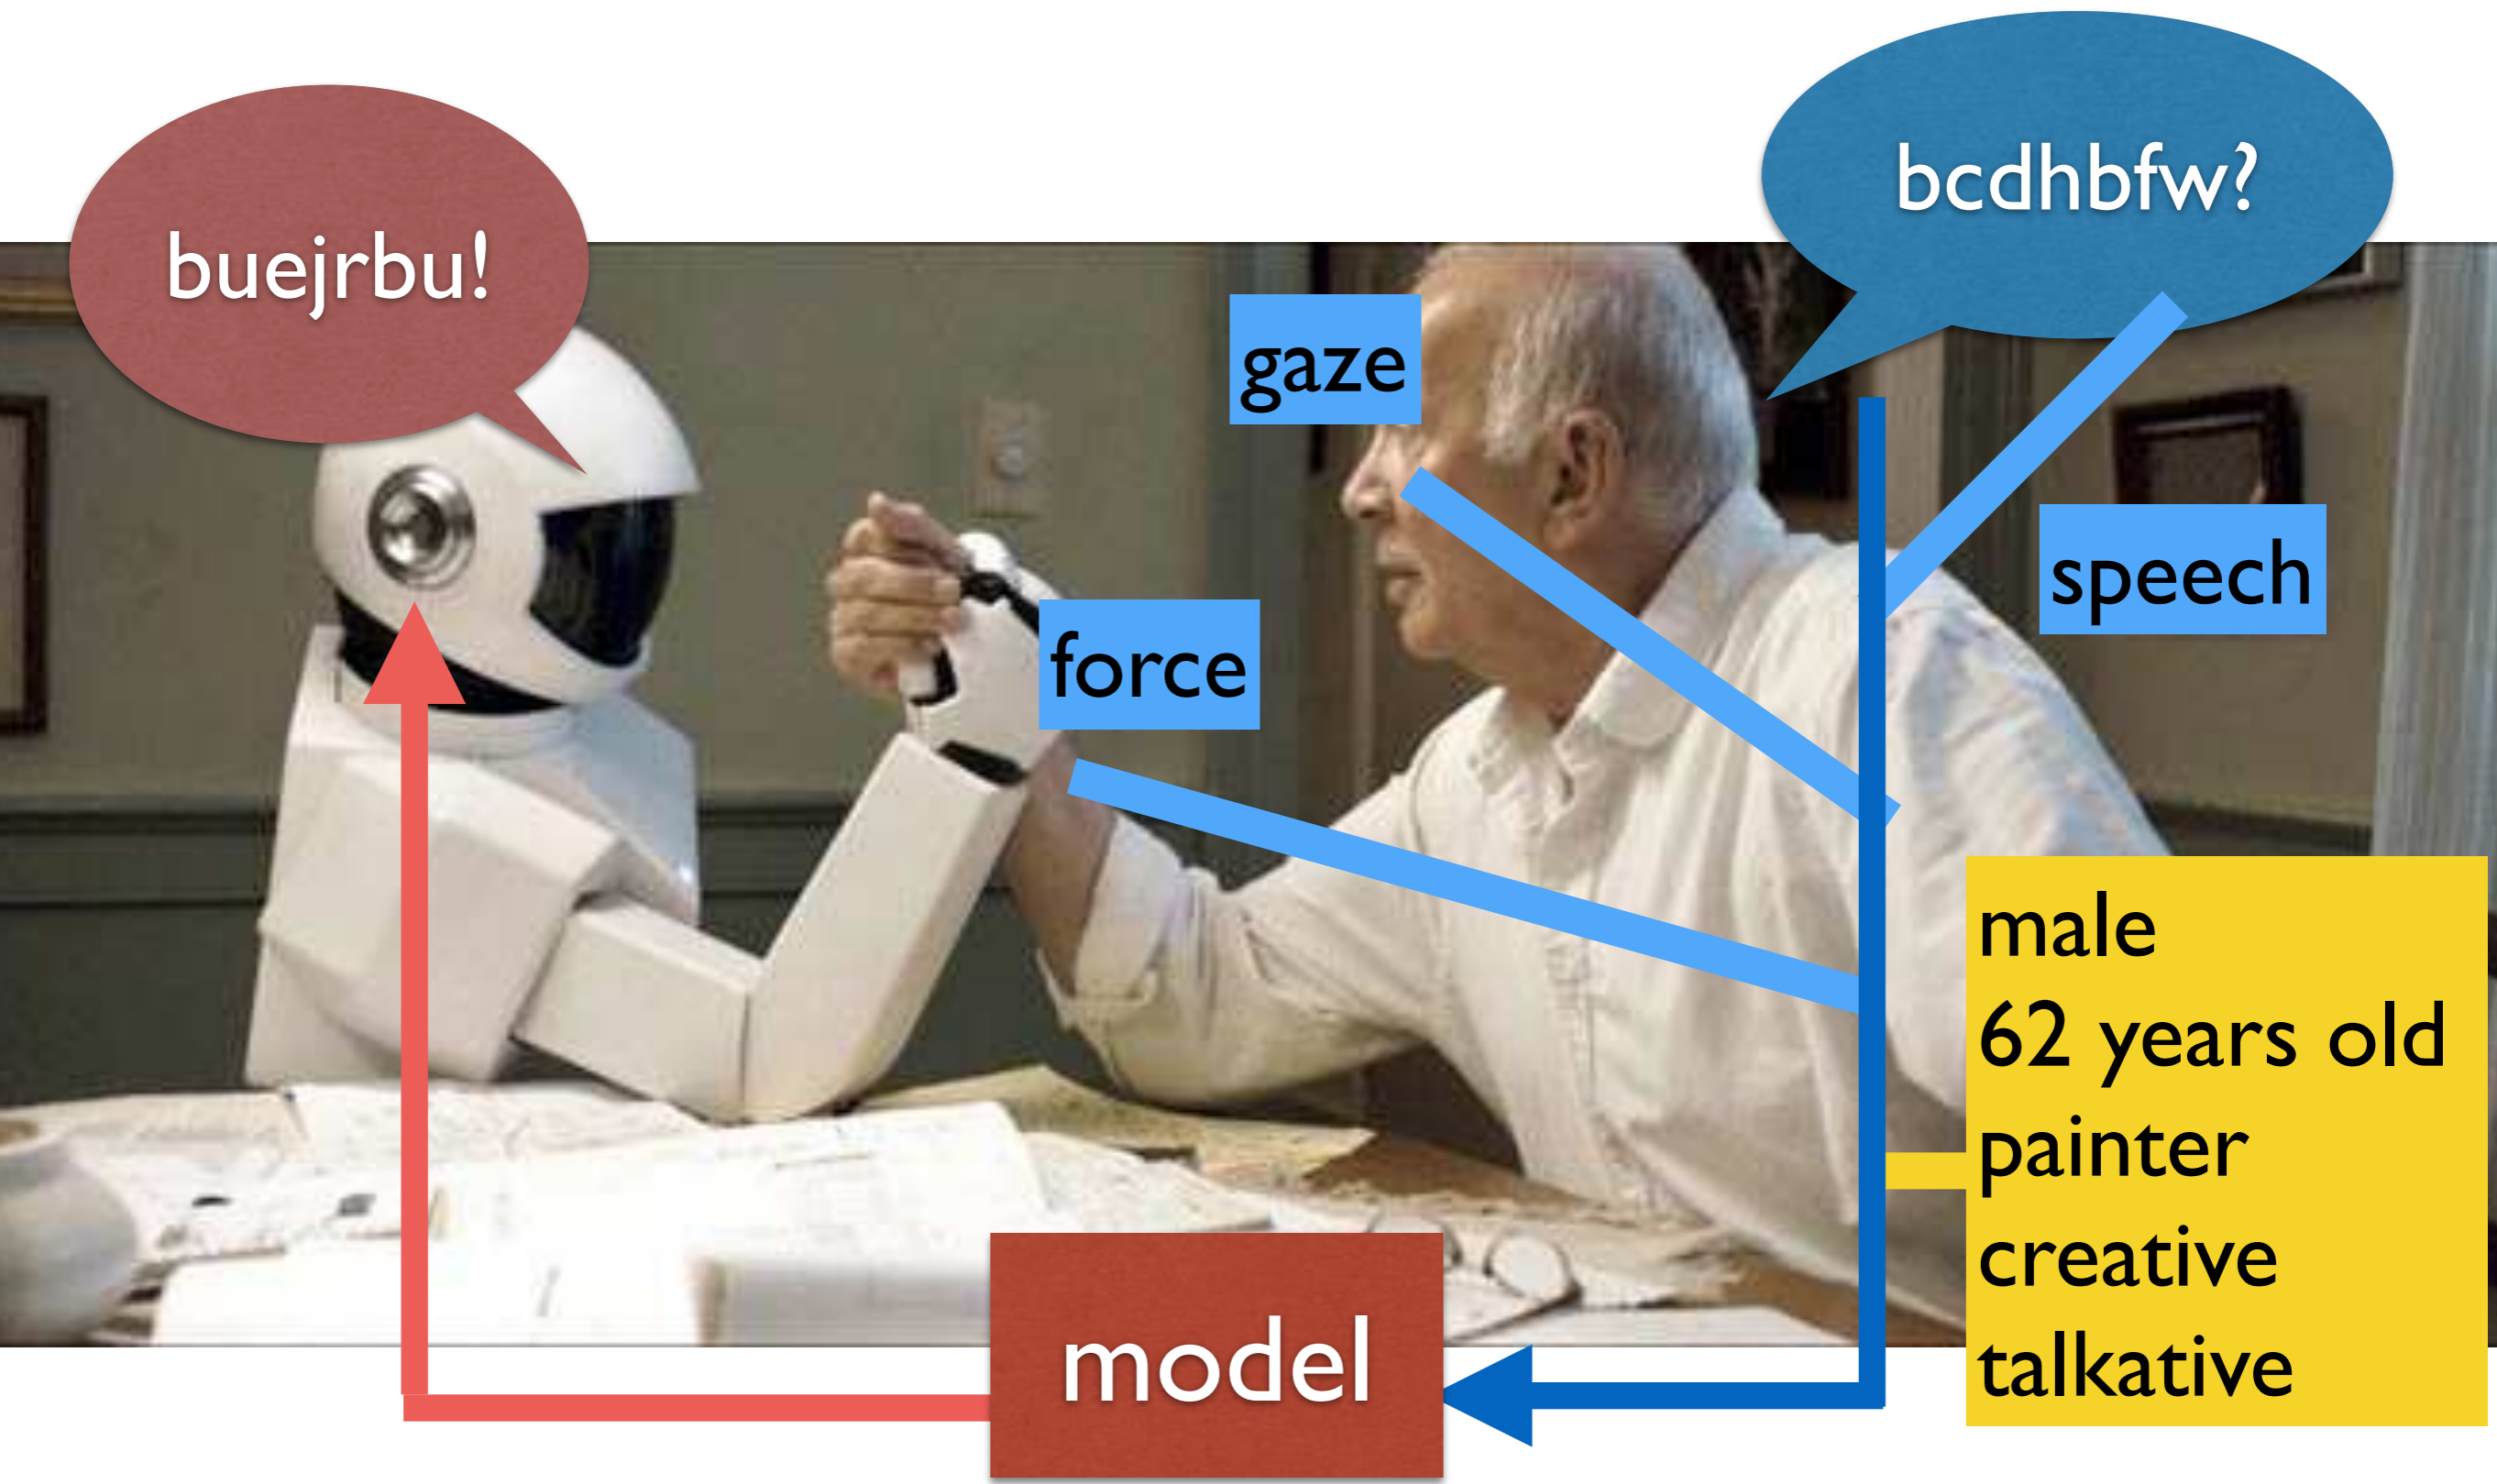 buejrbu!
bcdhbfw?
gaze
speech
force
male
62 years old
painter
creative
talkative
model